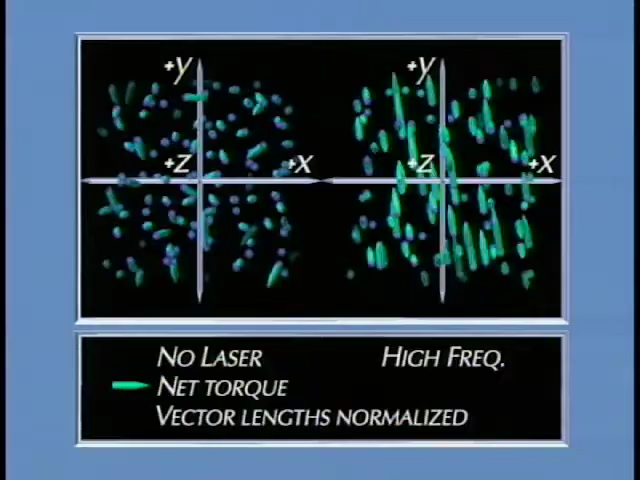 +Y +Y
+Z +X +Z +X
NO LASER HIGH FREQ.
NET TORQUE
VECTOR LENGTHS NORMALIZED